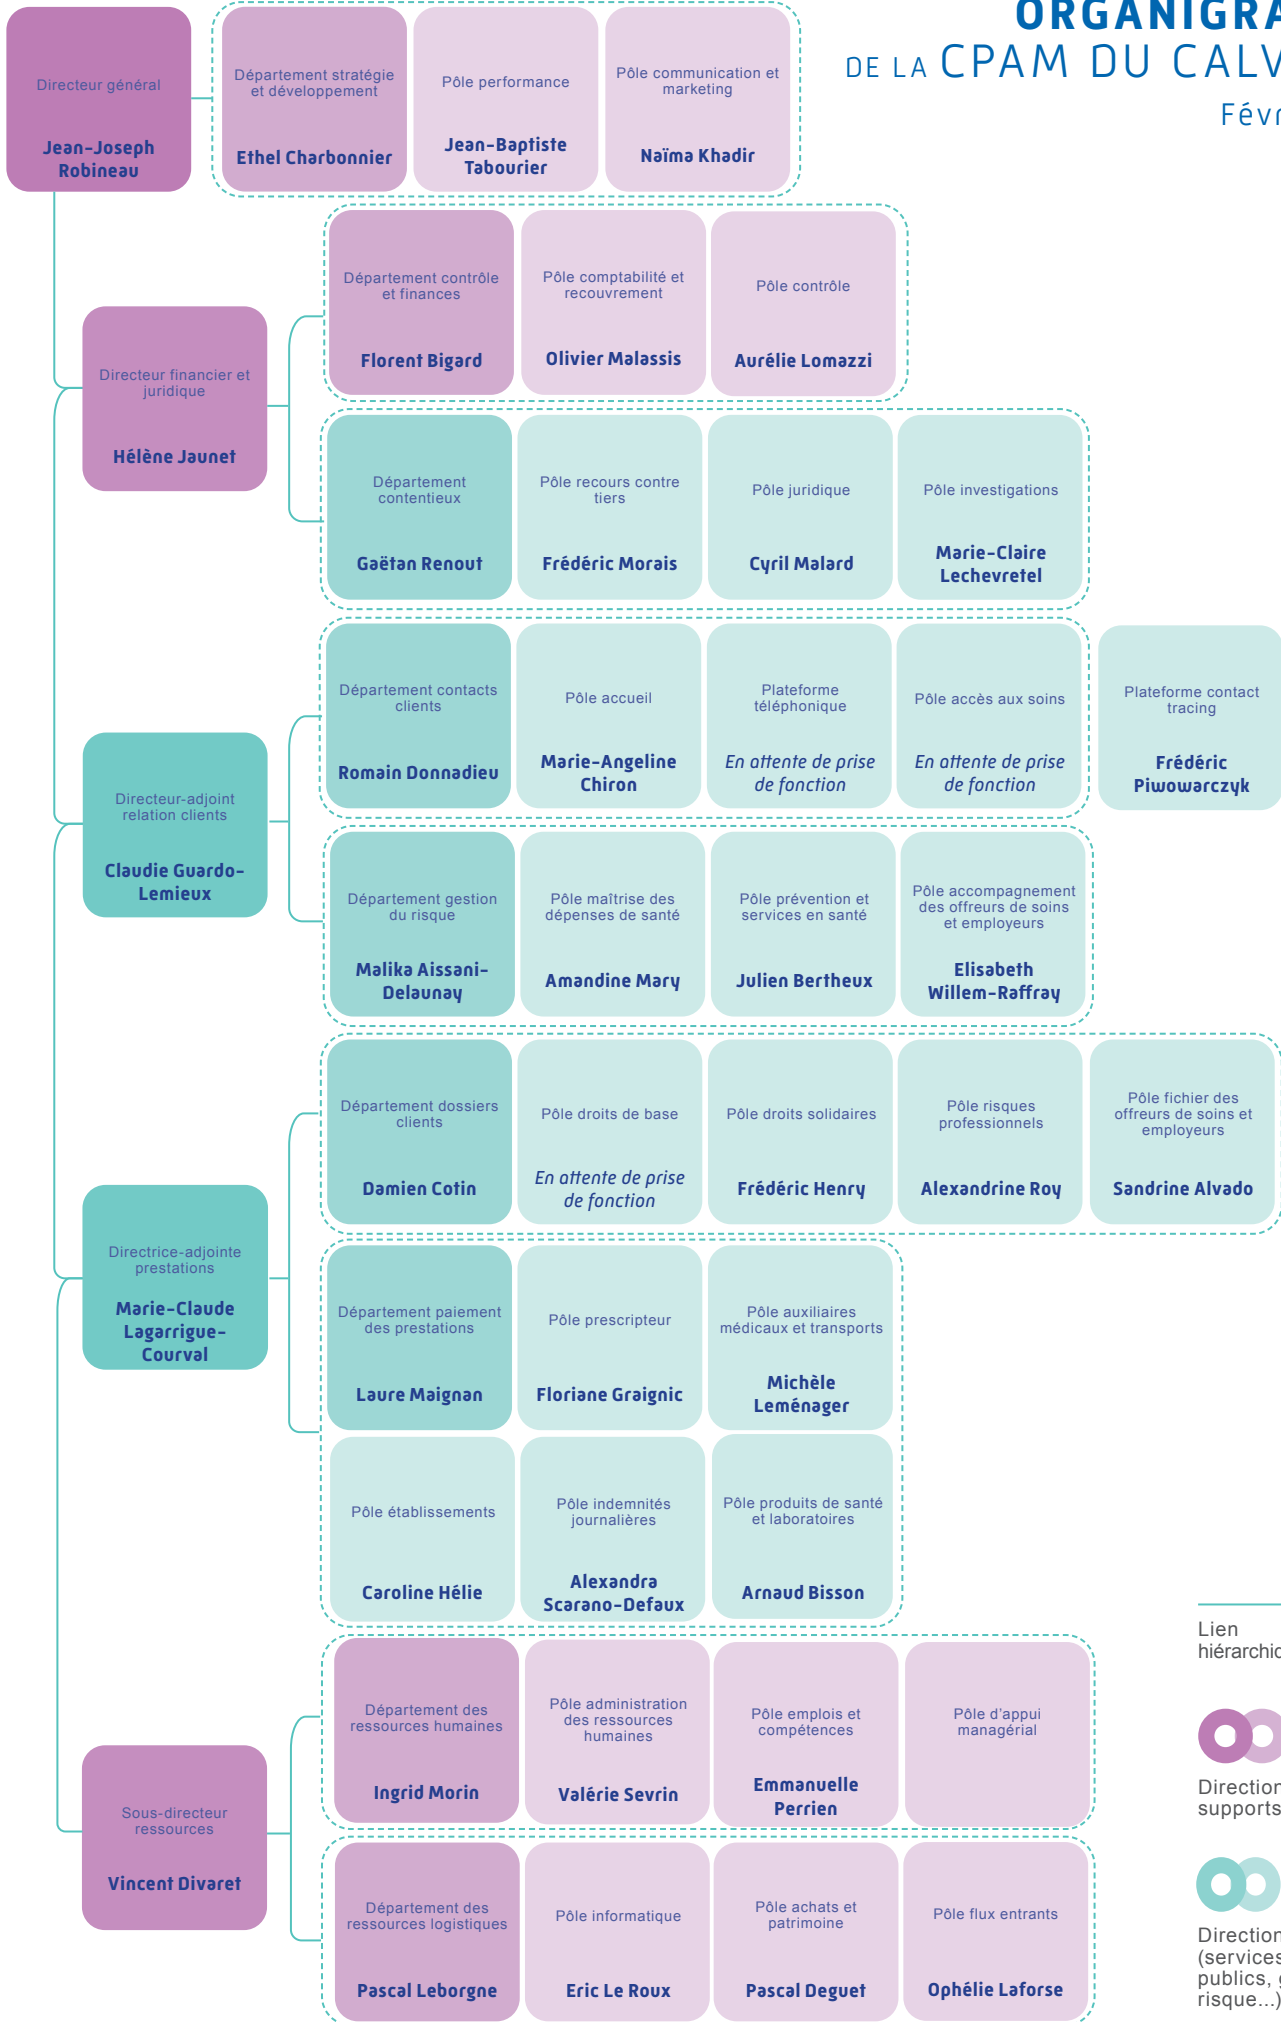 DE LA CPAM DU
Directeur général
Jean-Joseph
Robineau
Département stratégie
et développement
Ethel Charbonnier
Pôle performance
Jean-Baptiste
Tabourier
Pôle communication et
marketing
Naïma Khadir
Directeur financier et
juridique
Hélène Jaunet
Département contrôle
et finances
Florent Bigard
Pôle comptabilité et
recouvrement
Olivier Malassis
Pôle contrôle
Aurélie Lomazzi
Département
contentieux
Gaëtan Renout
Pôle recours contre
tiers
Frédéric Morais
Pôle juridique
Cyril Malard
Pôle investigations
Marie-Claire
Lechevretel
Directeur-adjoint
relation clients
Claudie Guardo-
Lemieux
Département contacts
clients
Romain Donnadieu
Pôle accueil
Marie-Angeline
Chiron
Plateforme
téléphonique
En attente de prise
de fonction
Pôle accès aux soins
En attente de prise
de fonction
Plateforme contact
tracing
Frédéric
Piwowarczyk
Département gestion
du risque
Malika Aissani-
Delaunay
Pôle maîtrise des
dépenses de santé
Amandine Mary
Pôle prévention et
services en santé
Julien Bertheux
Pôle accompagnement
des offreurs de soins
et employeurs
Elisabeth
Willem-Raffray
Directrice-adjointe
prestations
Marie-Claude
Lagarrigue-
Courval
Département dossiers
clients
Damien Cotin
Pôle droits de base
En attente de prise
de fonction
Pôle droits solidaires
Frédéric Henry
Pôle risques
professionnels
Alexandrine Roy
Pôle fichier des
offreurs de soins et
employeurs
Sandrine Alvado
Département paiement
des prestations
Laure Maignan
Pôle prescripteur
Floriane Graignic
Pôle auxiliaires
médicaux et transports
Michèle
Leménager
Pôle établissements
Caroline Hélie
Pôle indemnités
journalières
Alexandra
Scarano-Defaux
Pôle produits de santé
et laboratoires
Arnaud Bisson
Sous-directeur
ressources
Vincent Divaret
Département des
ressources humaines
Ingrid Morin
Pôle administration
des ressources
humaines
Valérie Sevrin
Pôle emplois et
compétences
Emmanuelle
Perrien
Pôle d'appui
managérial
Département des
ressources logistiques
Pascal Leborgne
Pôle informatique
Eric Le Roux
Pôle achats et
patrimoine
Pascal Deguet
Pôle flux entrants
Ophélie Laforse
Lien
Direction
supports
Direction
(services
publics,
risque...)